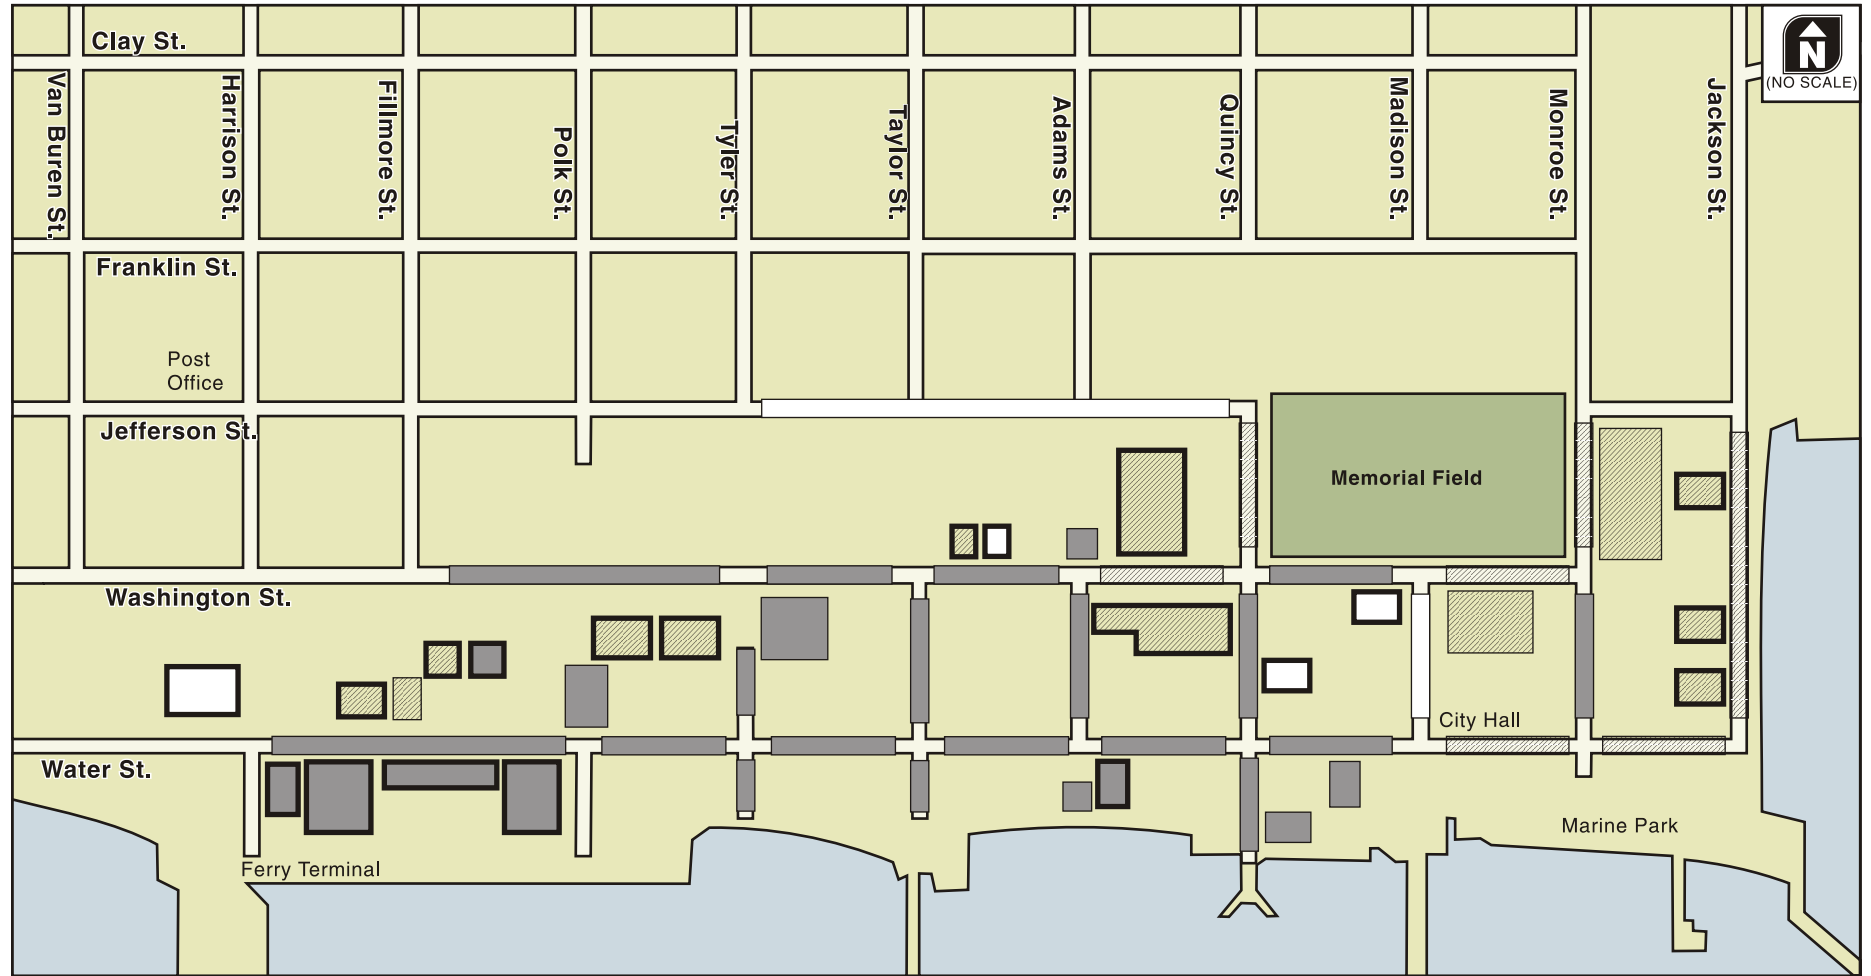 Clay St.
N
(NO SCALE)
Van Buren St.
Harrison St.
Fillmore St.
Polk St.
Tyler St.
Taylor St.
Adams St.
Quincy St.
Madison St.
Monroe St.
Jackson St.
Franklin St.
Post
Office
Jefferson St.
Memorial Field
Washington St.
City Hall
Water St.
Marine Park
Ferry Terminal